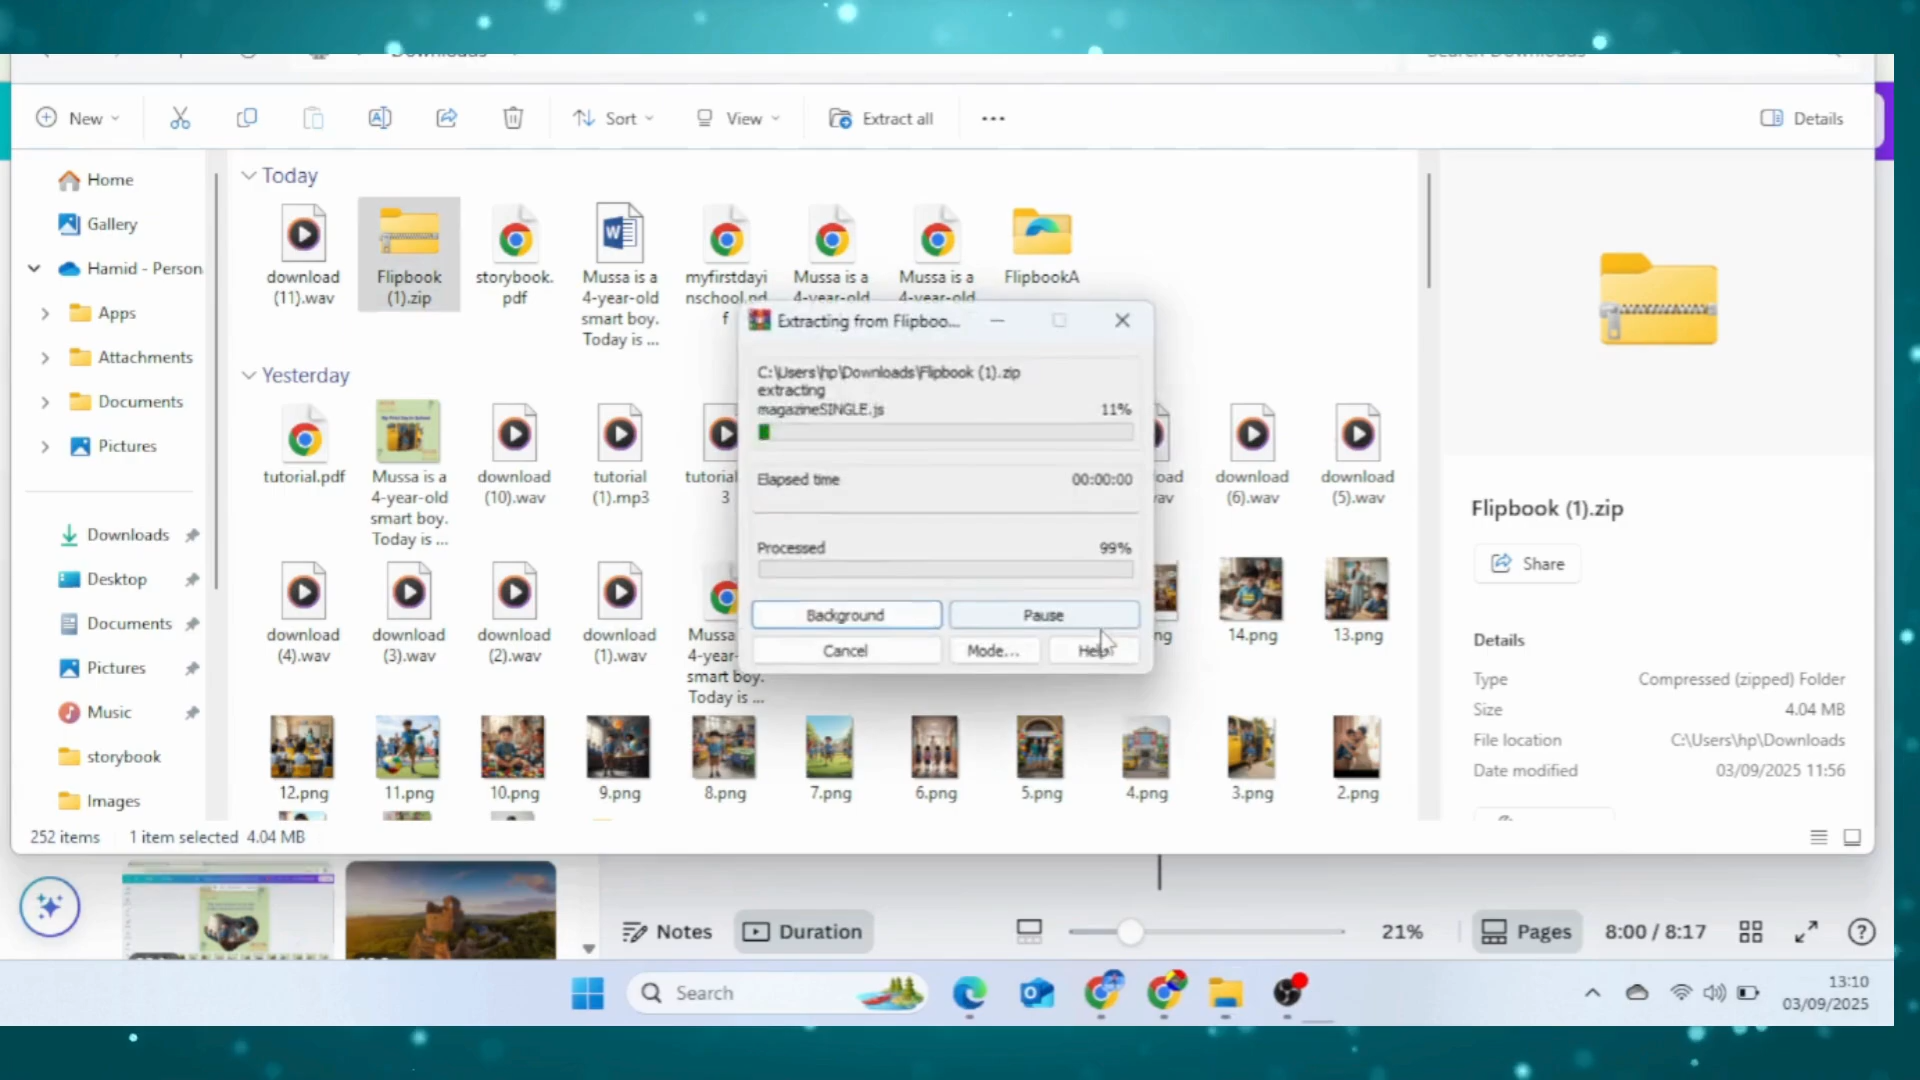 New
Sort
View
Extract all
Details
Home
Gallery
Hamid - Person
Apps
Attachments
Documents
Pictures
Downloads
Desktop
Documents
Pictures
Music
storybook
Images
Today
download
(11).wav
Flipbook
(1).zip
storybook.
pdf
Mussa is a
4-year-old
smart boy.
Today is ...
myfirstdayi
nschool.pd
f
Mussa is a
4-year-old
Mussa is a
4-year-old
FlipbookA
Yesterday
tutorial.pdf
Mussa is a
4-year-old
smart boy.
Today is ...
download
(10).wav
tutorial
(1).mp3
tutorial
3
download
(6).wav
download
(5).wav
download
(4).wav
download
(3).wav
download
(2).wav
download
(1).wav
Mussa
4-year-
smart boy.
Today is ...
14.png
13.png
12.png
11.png
10.png
9.png
8.png
7.png
6.png
5.png
4.png
3.png
2.png
Extracting from Flipboo...
C:\Users\hp\Downloads\Flipbook (1).zip
extracting
magazineSINGLE.js 11%
Elapsed time 00:00:00
Processed 99%
Background
Pause
Cancel
Mode...
Help
Flipbook (1).zip
Share
Details
Type Compressed (zipped) Folder
Size 4.04 MB
File location C:\Users\hp\Downloads
Date modified 03/09/2025 11:56
252 items 1 item selected 4.04 MB
Notes
Duration
21%
Pages
8:00 / 8:17
Search
13:10
03/09/2025